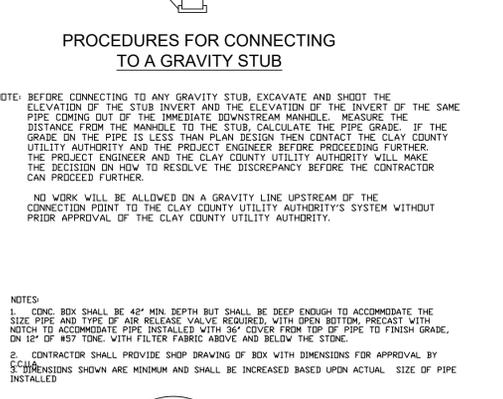 PROCEDURES FOR CONNECTING
TO A GRAVITY STUB
OTE: BEFORE CONNECTING TO ANY GRAVITY STUB, EXCAVATE AND SHOOT THE
ELEVATION OF THE STUB INVERT AND THE ELEVATION OF THE INVERT OF THE SAME
PIPE COMING OUT OF THE IMMEDIATE DOWNSTREAM MANHOLE. MEASURE THE
DISTANCE FROM THE MANHOLE TO THE STUB, CALCULATE THE PIPE GRADE. IF THE
GRADE ON THE PIPE IS LESS THAN PLAN DESIGN THEN CONTACT THE CLAY COUNTY
UTILITY AUTHORITY AND THE PROJECT ENGINEER BEFORE PROCEEDING FURTHER.
THE PROJECT ENGINEER AND THE CLAY COUNTY UTILITY AUTHORITY WILL MAKE
THE DECISION ON HOW TO RESOLVE THE DISCREPANCY BEFORE THE CONTRACTOR
CAN PROCEED FURTHER.
NO WORK WILL BE ALLOWED ON A GRAVITY LINE UPSTREAM OF THE
CONNECTION POINT TO THE CLAY COUNTY UTILITY AUTHORITY'S SYSTEM WITHOUT
PRIOR APPROVAL OF THE CLAY COUNTY UTILITY AUTHORITY.
NOTES:
1. CONC. BOX SHALL BE 42" MIN. DEPTH BUT SHALL BE DEEP ENOUGH TO ACCOMMODATE THE
SIZE PIPE AND TYPE OF AIR RELEASE VALVE REQUIRED, WITH OPEN BOTTOM, PRECAST WITH
NOTCH TO ACCOMMODATE PIPE INSTALLED WITH 36" COVER FROM TOP OF PIPE TO FINISH GRADE,
ON 12" OF #57 TONE. WITH FILTER FABRIC ABOVE AND BELOW THE STONE.
2. CONTRACTOR SHALL PROVIDE SHOP DRAWING OF BOX WITH DIMENSIONS FOR APPROVAL BY
C.C.U.A.
3. DIMENSIONS SHOWN ARE MINIMUM AND SHALL BE INCREASED BASED UPON ACTUAL SIZE OF PIPE
INSTALLED